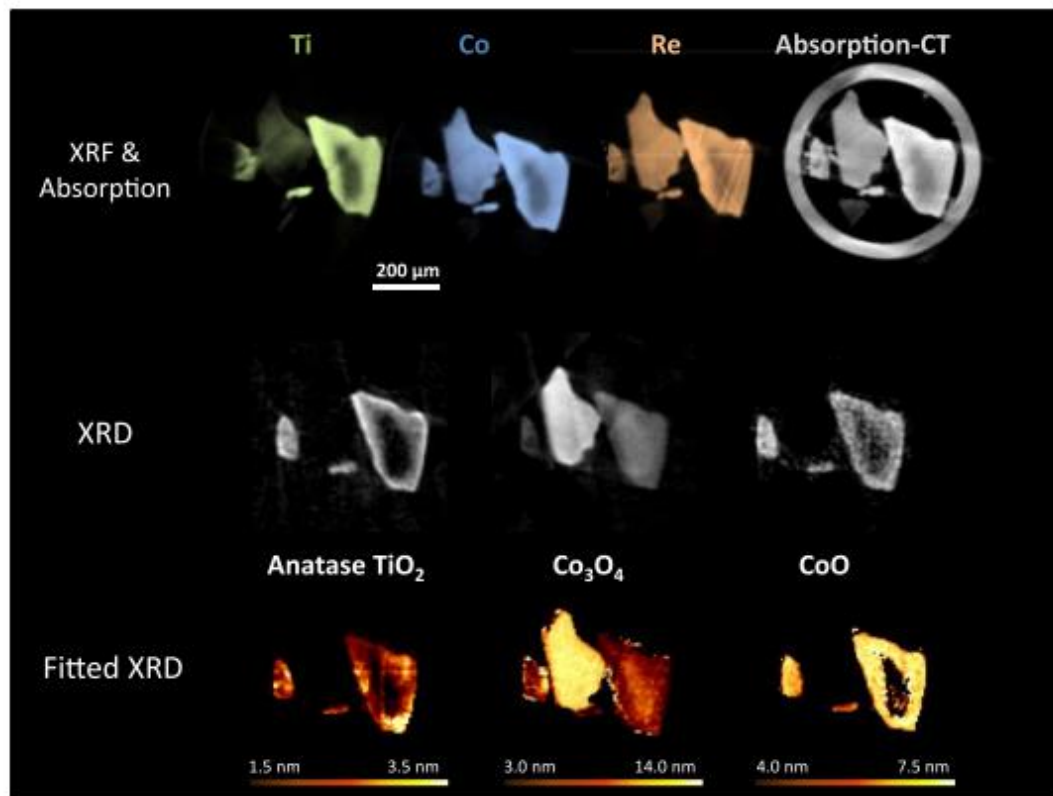 Ti Co Re Absorption-CT
XRF &
Absorption
200 µm
XRD
Anatase TiO₂ Co₃O₄ CoO
Fitted XRD
1.5 nm 3.5 nm 3.0 nm 14.0 nm 4.0 nm 7.5 nm